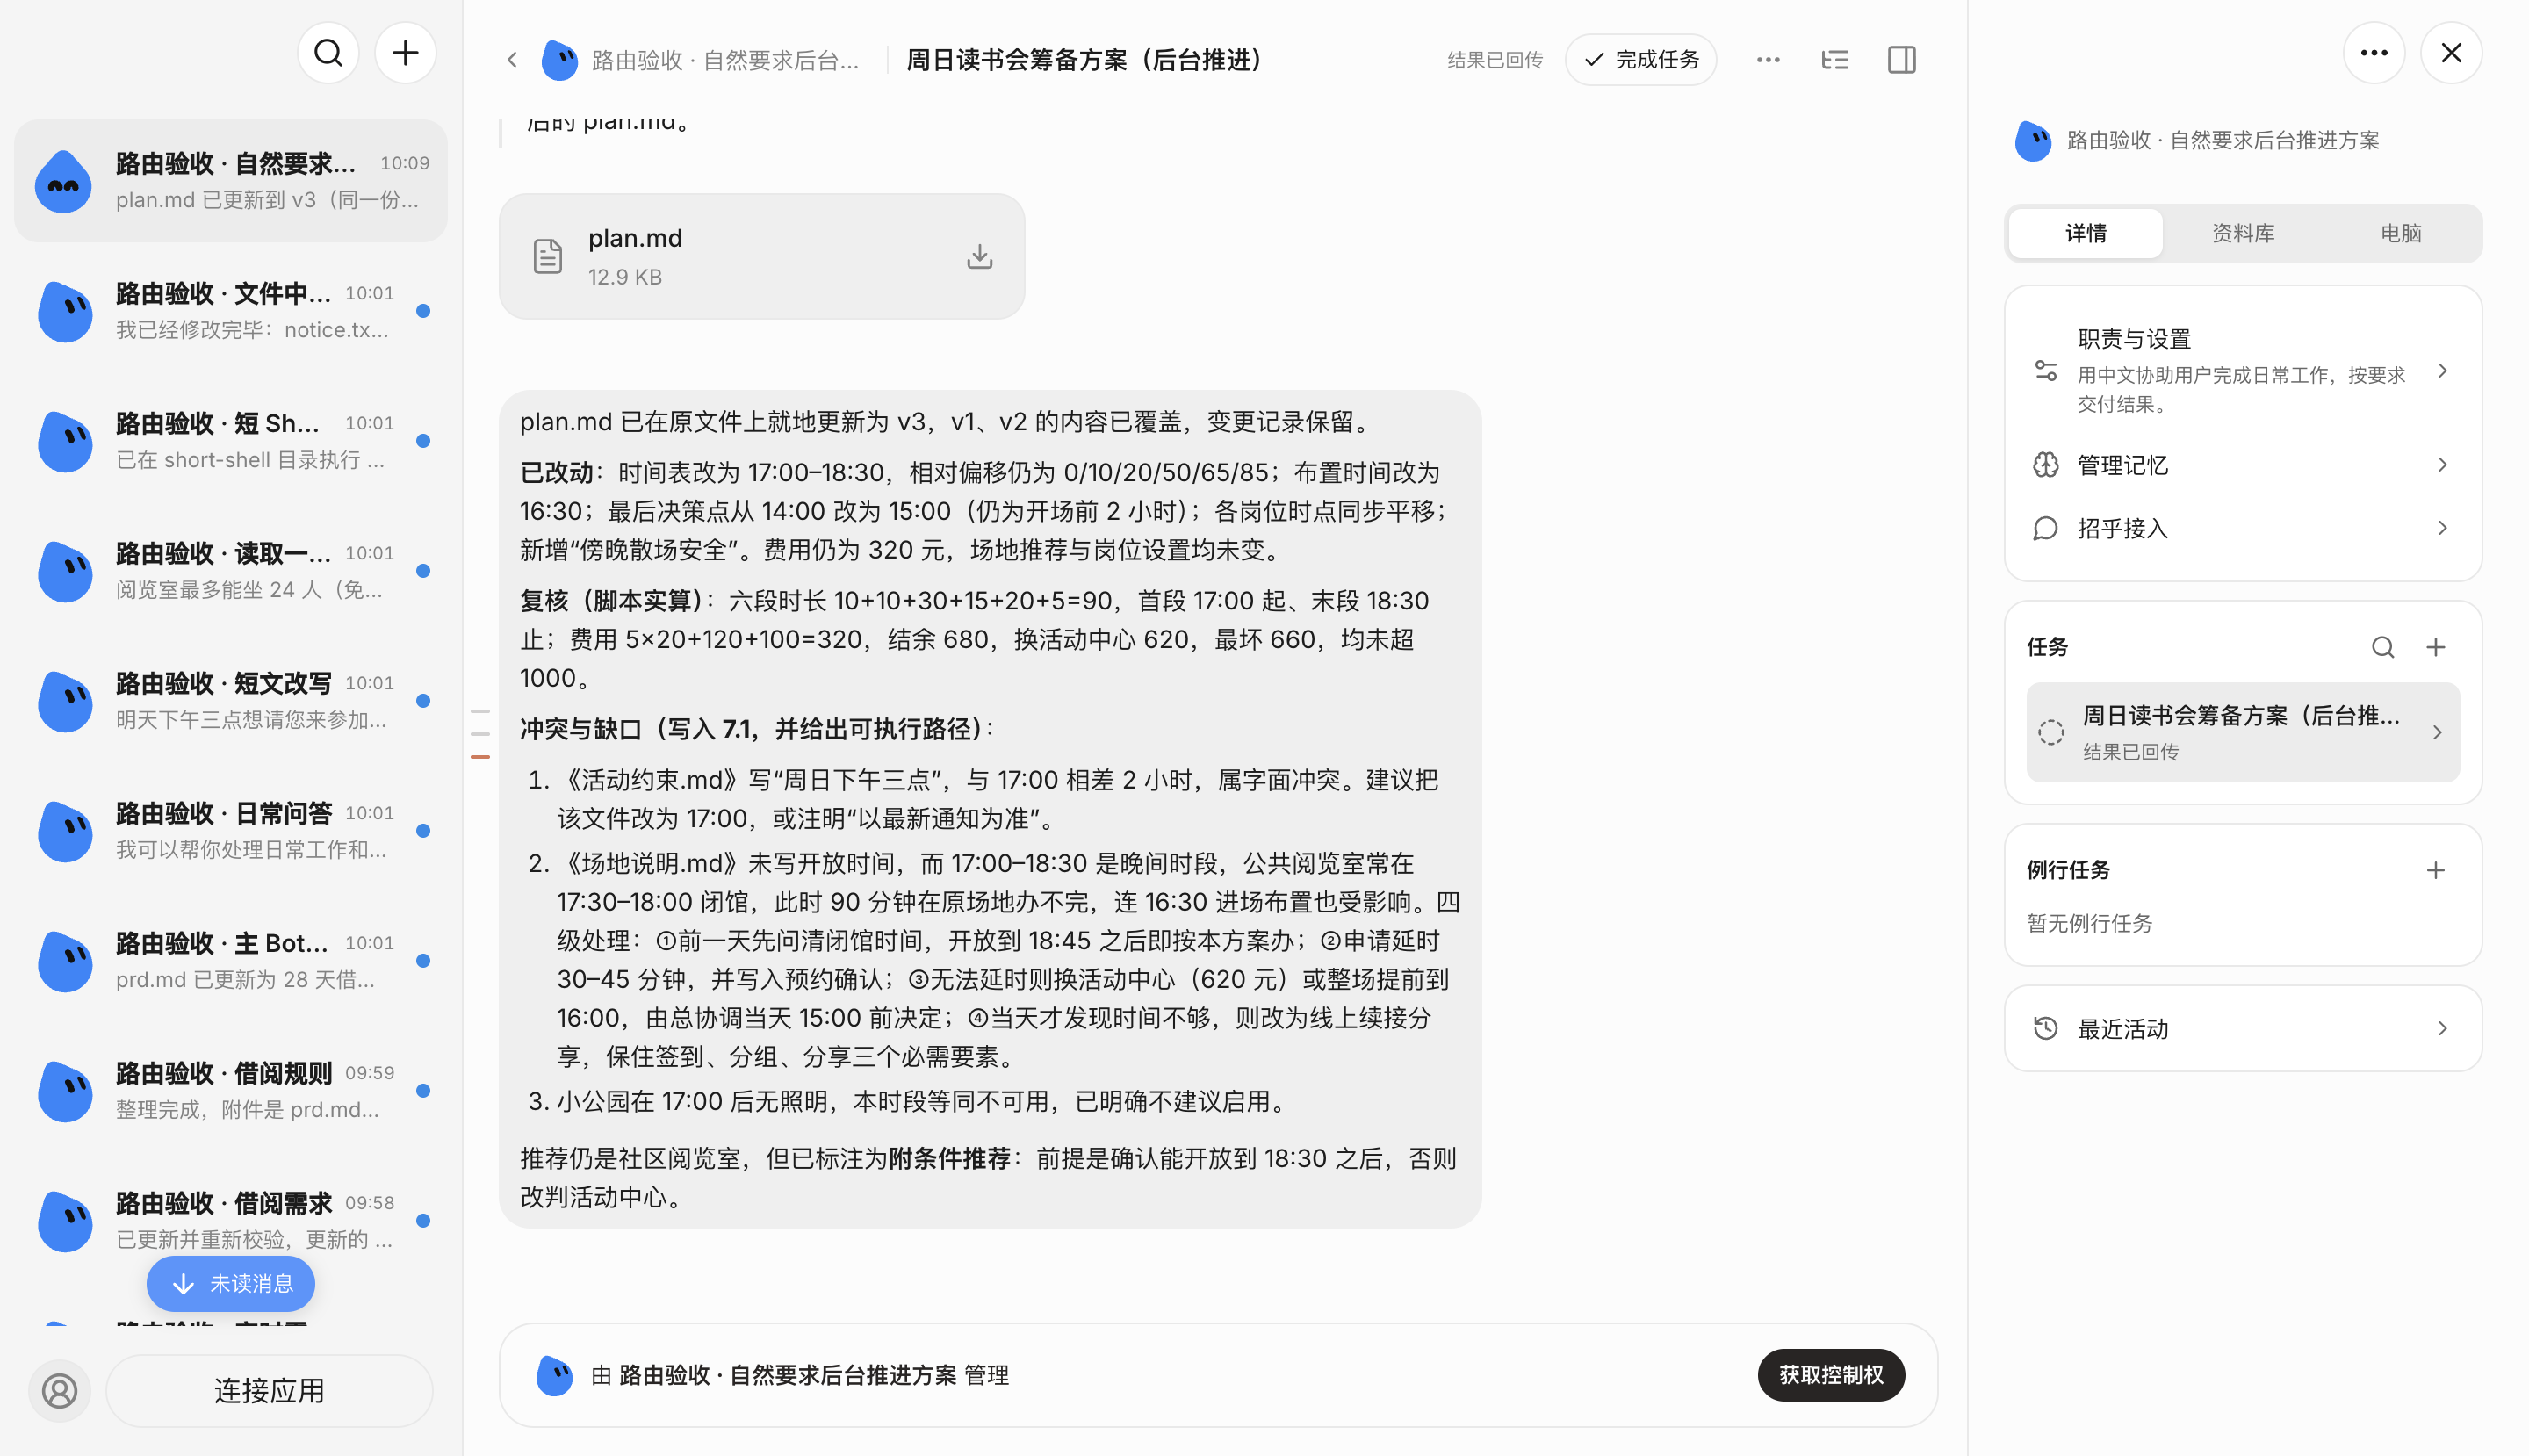 路由验收 · 自然要求... 10:09
plan.md 已更新到 v3（同一份...
路由验收 · 文件中... 10:01
我已经修改完毕：notice.tx...
路由验收 · 短 Sh... 10:01
已在 short-shell 目录执行 ...
路由验收 · 读取一... 10:01
阅览室最多能坐 24 人（免...
路由验收 · 短文改写 10:01
明天下午三点想请您来参加...
路由验收 · 日常问答 10:01
我可以帮你处理日常工作和...
路由验收 · 主 Bot... 10:01
prd.md 已更新为 28 天借...
路由验收 · 借阅规则 09:59
整理完成，附件是 prd.md...
路由验收 · 借阅需求 09:58
已更新并重新校验，更新的 ...
未读消息
连接应用
路由验收 · 自然要求后台... 周日读书会筹备方案（后台推进） 结果已回传 完成任务
后的 plan.md。
plan.md
12.9 KB
plan.md 已在原文件上就地更新为 v3，v1、v2 的内容已覆盖，变更记录保留。
已改动：时间表改为 17:00–18:30，相对偏移仍为 0/10/20/50/65/85；布置时间改为
16:30；最后决策点从 14:00 改为 15:00（仍为开场前 2 小时）；各岗位时点同步平移；
新增“傍晚散场安全”。费用仍为 320 元，场地推荐与岗位设置均未变。
复核（脚本实算）：六段时长 10+10+30+15+20+5=90，首段 17:00 起、末段 18:30
止；费用 5×20+120+100=320，结余 680，换活动中心 620，最坏 660，均未超
1000。
冲突与缺口（写入 7.1，并给出可执行路径）：
1. 《活动约束.md》写“周日下午三点”，与 17:00 相差 2 小时，属字面冲突。建议把
该文件改为 17:00，或注明“以最新通知为准”。
2. 《场地说明.md》未写开放时间，而 17:00–18:30 是晚间时段，公共阅览室常在
17:30–18:00 闭馆，此时 90 分钟在原场地办不完，连 16:30 进场布置也受影响。四
级处理：①前一天先问清闭馆时间，开放到 18:45 之后即按本方案办；②申请延时
30–45 分钟，并写入预约确认；③无法延时则换活动中心（620 元）或整场提前到
16:00，由总协调当天 15:00 前决定；④当天才发现时间不够，则改为线上续接分
享，保住签到、分组、分享三个必需要素。
3. 小公园在 17:00 后无照明，本时段等同不可用，已明确不建议启用。
推荐仍是社区阅览室，但已标注为附条件推荐：前提是确认能开放到 18:30 之后，否则
改判活动中心。
由 路由验收 · 自然要求后台推进方案 管理
获取控制权
路由验收 · 自然要求后台推进方案
详情 资料库 电脑
职责与设置
用中文协助用户完成日常工作，按要求
交付结果。
管理记忆
招乎接入
任务
周日读书会筹备方案（后台推...
结果已回传
例行任务
暂无例行任务
最近活动